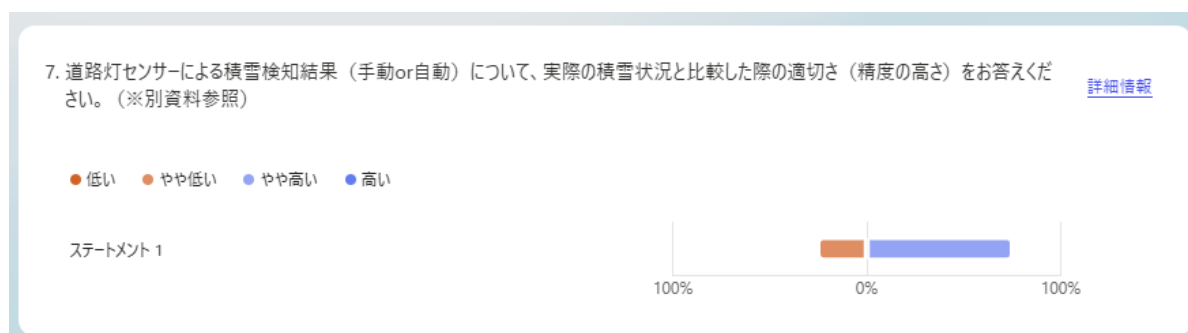 7. 道路灯センサーによる積雪検知結果（手動or自動）について、実際の積雪状況と比較した際の適切さ（精度の高さ）をお答えくだ
さい。（※別資料参照）
詳細情報
低い やや低い やや高い 高い
ステートメント 1
100% 0% 100%